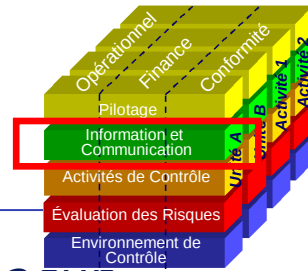 Opérationnel
Finance
Conformité
Pilotage
Information et
Communication
Activités de Contrôle
Évaluation des Risques
Environnement de
Contrôle
Unité A
Unité B
Activité 1
Activité 2